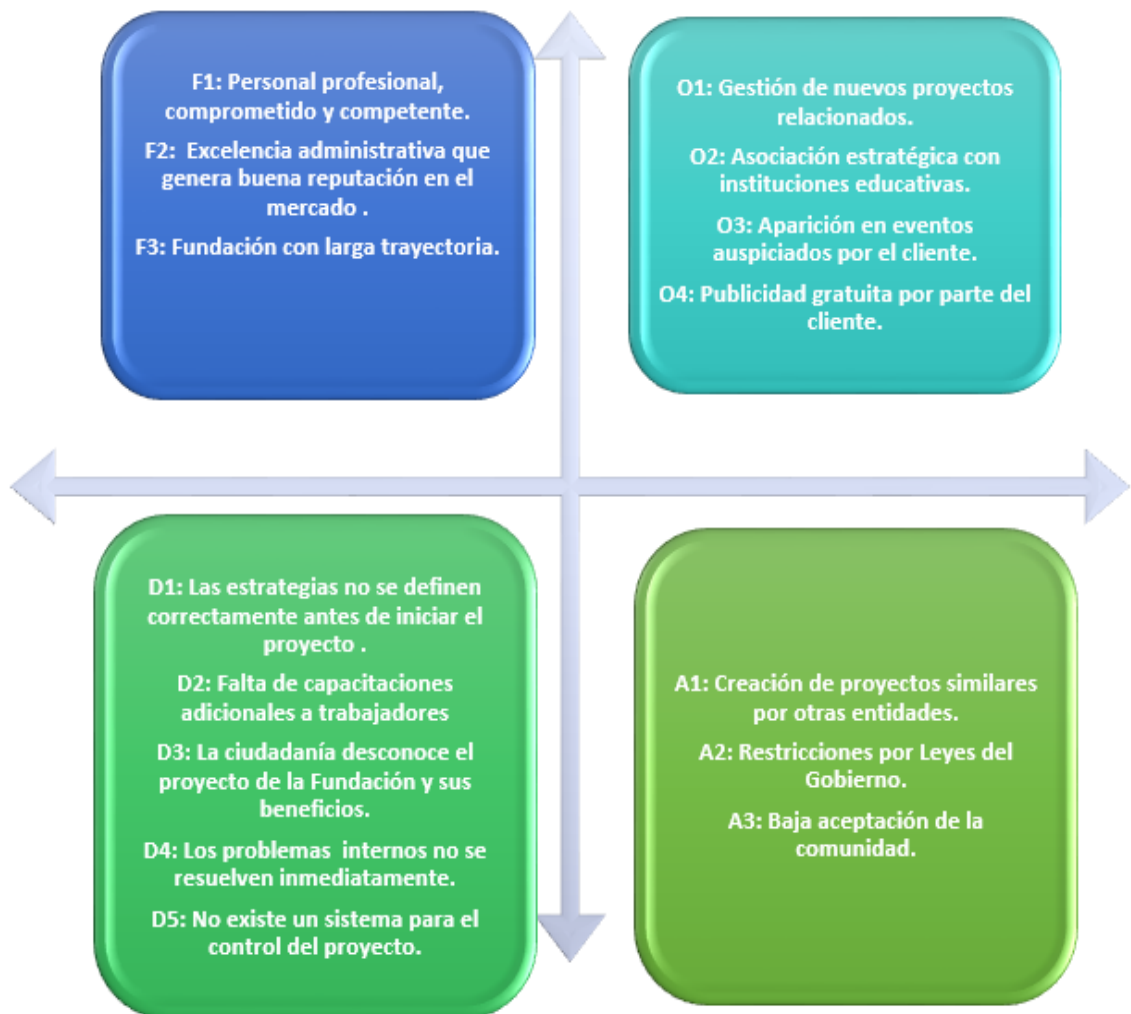 F1: Personal profesional,
comprometido y competente.
F2:  Excelencia administrativa que
genera buena reputación en el
mercado .
F3: Fundación con larga trayectoria.
O1: Gestión de nuevos proyectos
relacionados.
O2: Asociación estratégica con
instituciones educativas.
O3: Aparición en eventos
auspiciados por el cliente.
O4: Publicidad gratuita por parte del
cliente.
D1: Las estrategias no se definen
correctamente antes de iniciar el
proyecto .
D2: Falta de capacitaciones
adicionales a trabajadores
D3: La ciudadanía desconoce el
proyecto de la Fundación y sus
beneficios.
D4: Los problemas  internos no se
resuelven inmediatamente.
D5: No existe un sistema para el
control del proyecto.
A1: Creación de proyectos similares
por otras entidades.
A2: Restricciones por Leyes del
Gobierno.
A3: Baja aceptación de la
comunidad.